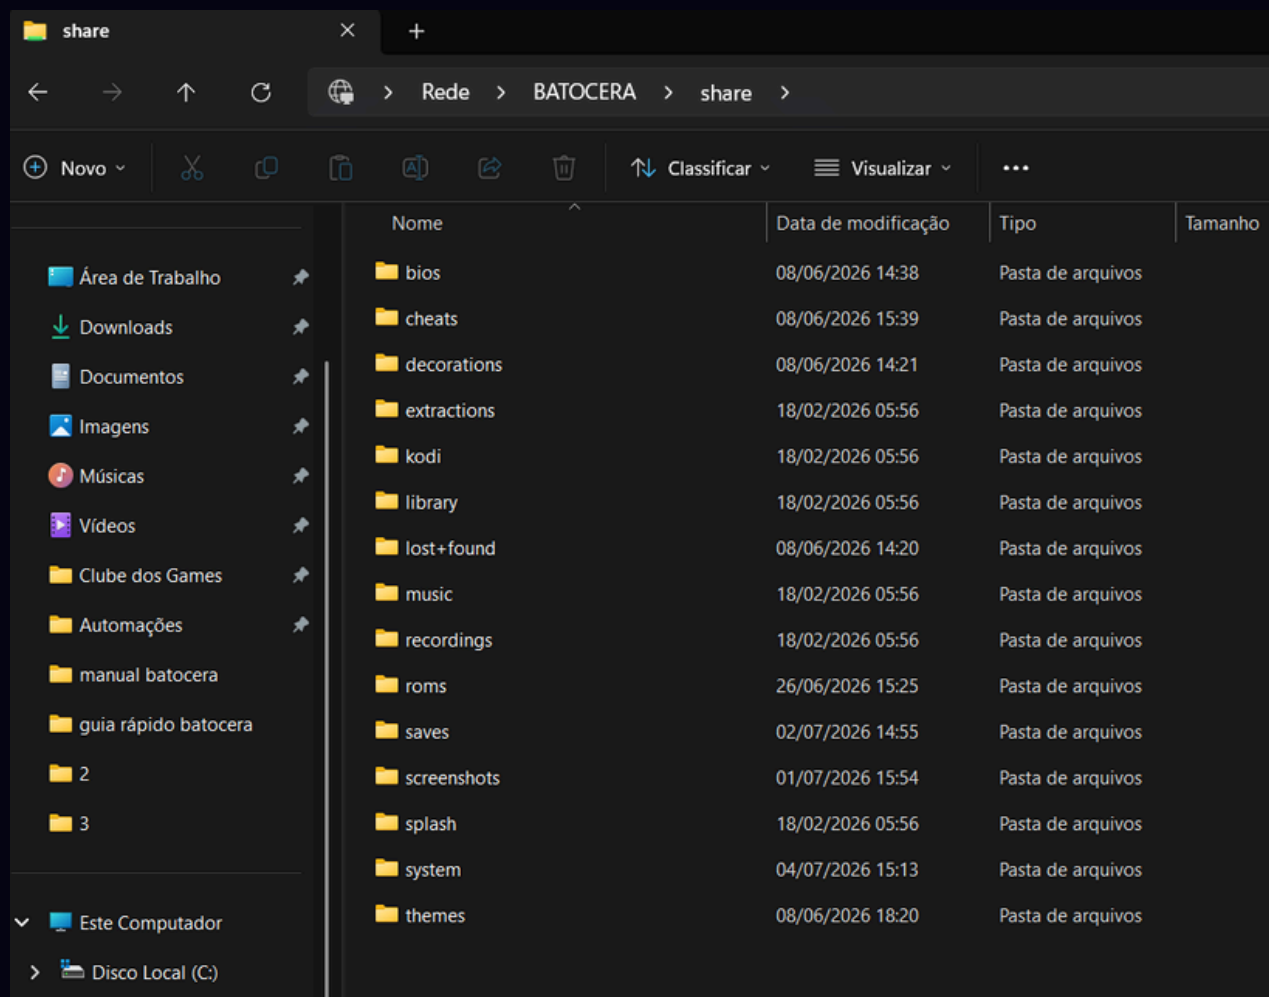 share
Rede > BATOCERA > share >
Novo Classificar Visualizar
Nome Data de modificação Tipo Tamanho
Área de Trabalho
Downloads
Documentos
Imagens
Músicas
Vídeos
Clube dos Games
Automações
manual batocera
guia rápido batocera
2
3
Este Computador
Disco Local (C:)
bios 08/06/2026 14:38 Pasta de arquivos
cheats 08/06/2026 15:39 Pasta de arquivos
decorations 08/06/2026 14:21 Pasta de arquivos
extractions 18/02/2026 05:56 Pasta de arquivos
kodi 18/02/2026 05:56 Pasta de arquivos
library 18/02/2026 05:56 Pasta de arquivos
lost+found 08/06/2026 14:20 Pasta de arquivos
music 18/02/2026 05:56 Pasta de arquivos
recordings 18/02/2026 05:56 Pasta de arquivos
roms 26/06/2026 15:25 Pasta de arquivos
saves 02/07/2026 14:55 Pasta de arquivos
screenshots 01/07/2026 15:54 Pasta de arquivos
splash 18/02/2026 05:56 Pasta de arquivos
system 04/07/2026 15:13 Pasta de arquivos
themes 08/06/2026 18:20 Pasta de arquivos